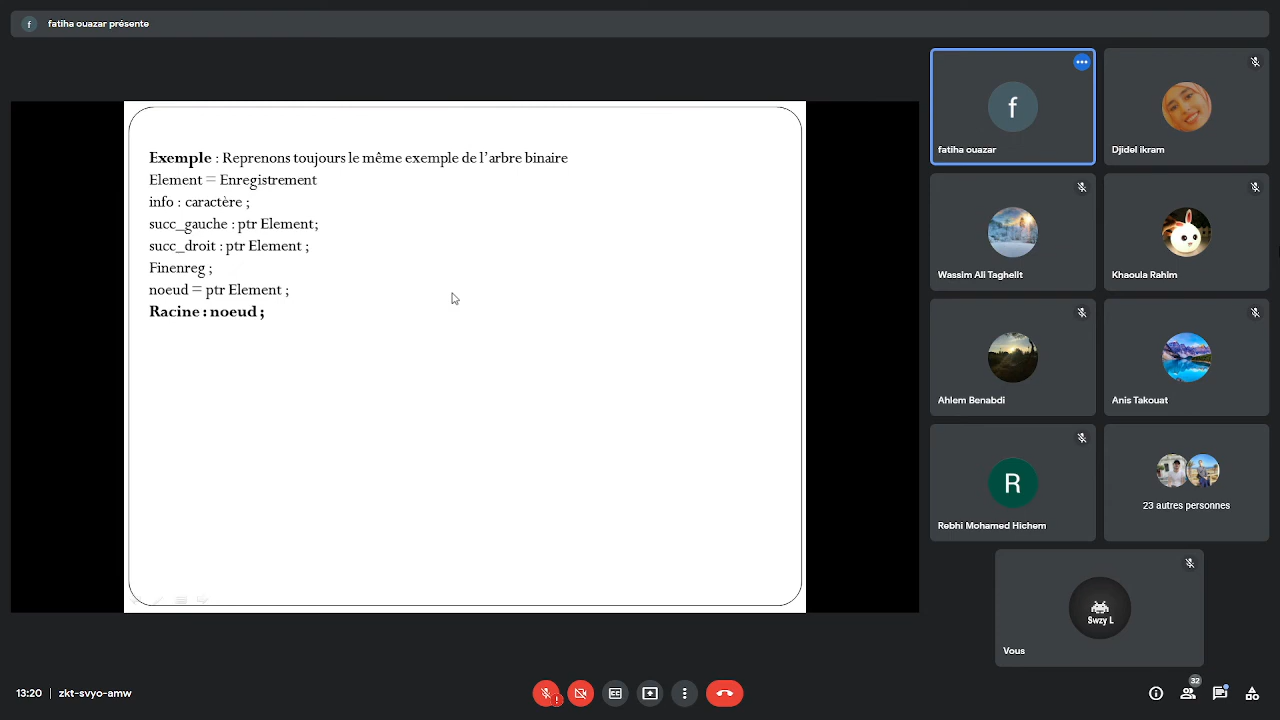 f fatiha ouazar présente
Exemple : Reprenons toujours le même exemple de l’arbre binaire
Element = Enregistrement
info : caractère ;
succ_gauche : ptr Element;
succ_droit : ptr Element ;
Finenreg ;
noeud = ptr Element ;
Racine : noeud ;
f
fatiha ouazar
Djidel ikram
Wassim Ali Taghelit
Khaoula Rahim
Ahlem Benabdi
Anis Takouat
R
Rebhi Mohamed Hichem
23 autres personnes
Swzy L
Vous
13:20 | zkt-svyo-amw
32